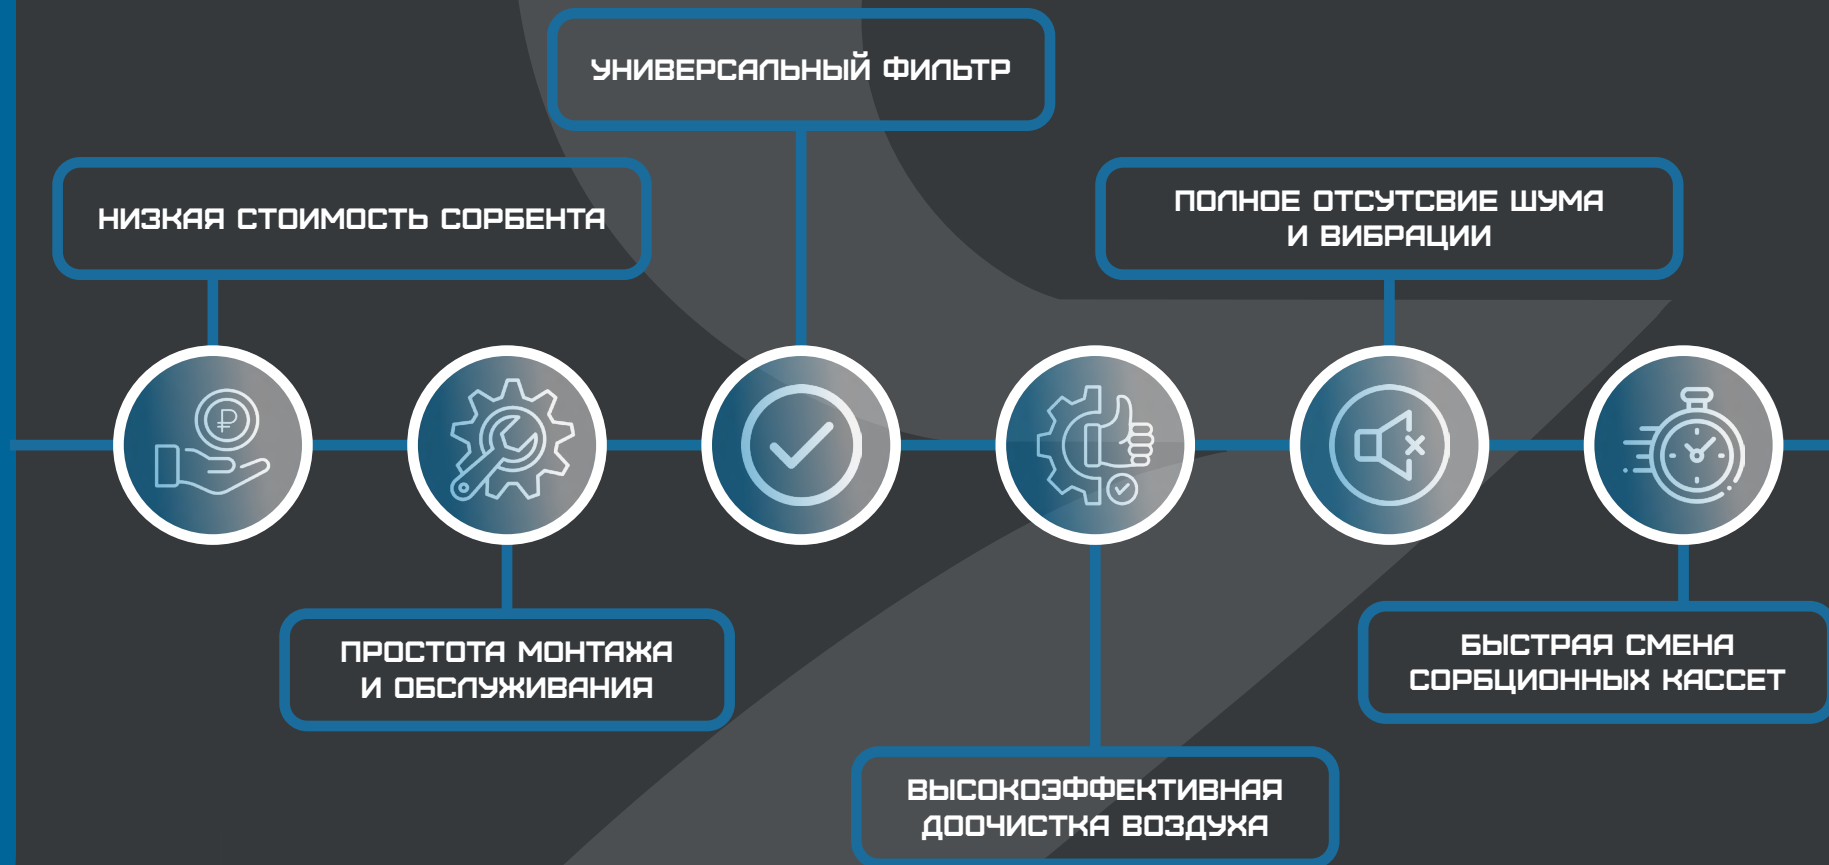 УНИВЕРСАЛЬНЫЙ ФИЛЬТР
НИЗКАЯ СТОИМОСТЬ СОРБЕНТА
ПОЛНОЕ ОТСУТСВИЕ ШУМА
И ВИБРАЦИИ
₽
ПРОСТОТА МОНТАЖА
И ОБСЛУЖИВАНИЯ
БЫСТРАЯ СМЕНА
СОРБЦИОННЫХ КАССЕТ
ВЫСОКОЭФФЕКТИВНАЯ
ДООЧИСТКА ВОЗДУХА